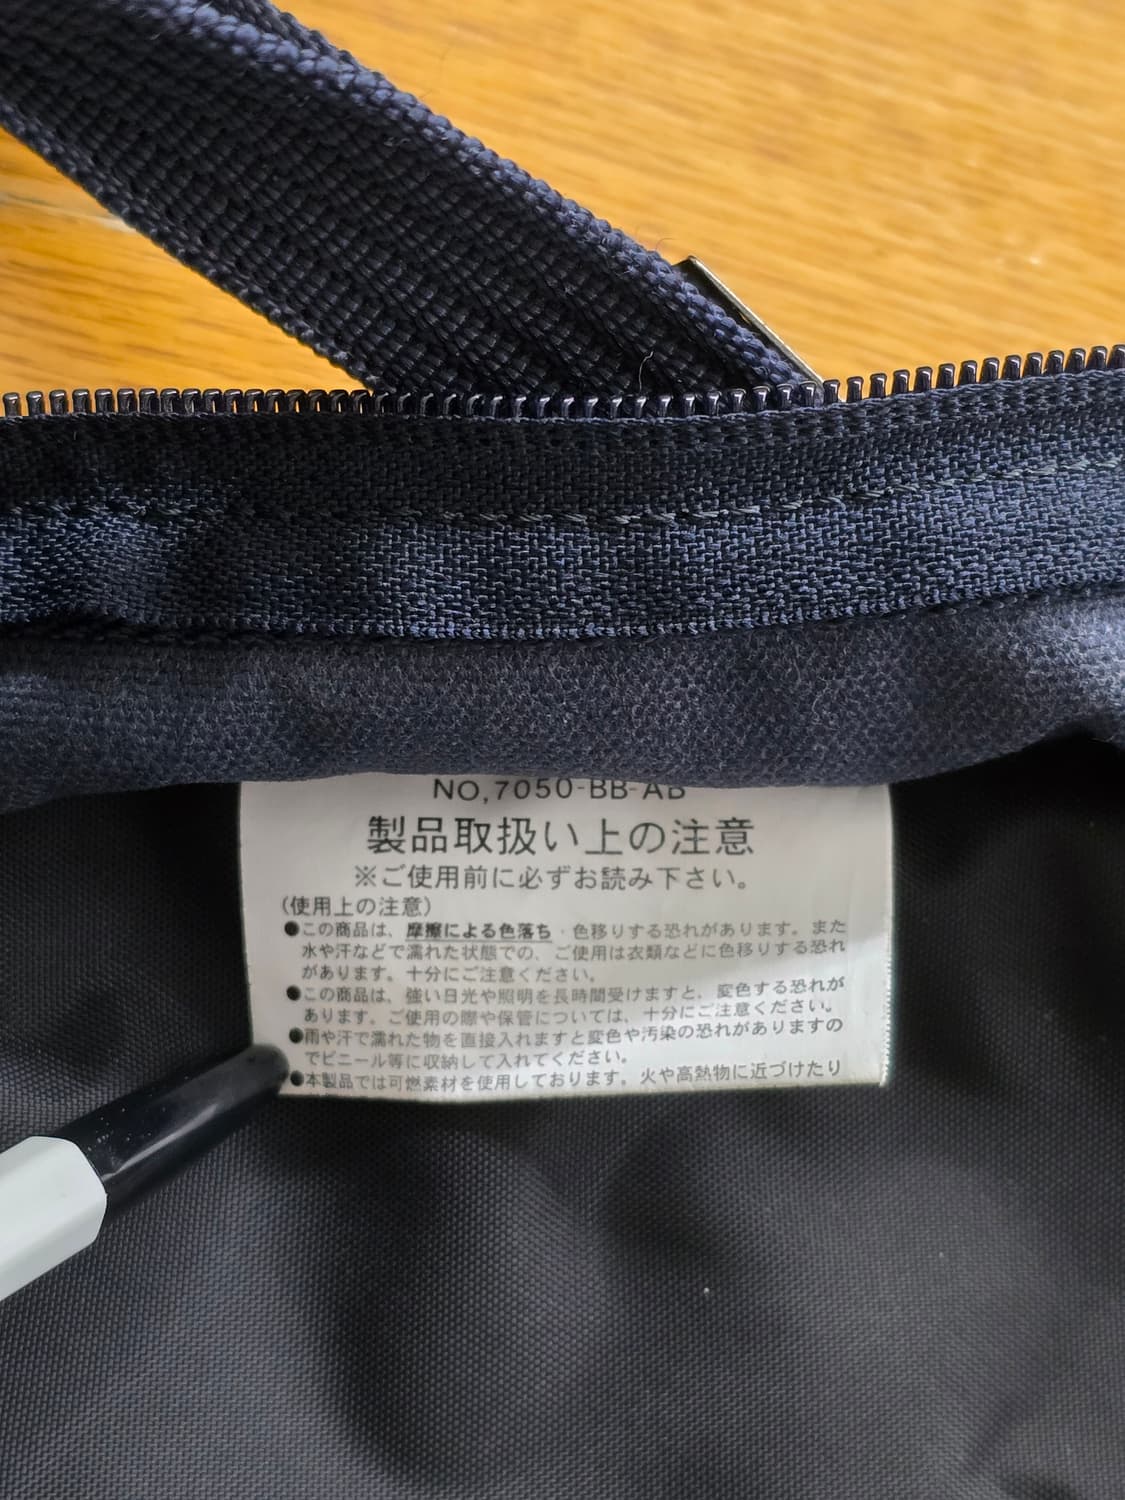 NO,7050-BB-AB
製品取扱い上の注意
※ご使用前に必ずお読み下さい。
(使用上の注意)
●この商品は、摩擦による色落ち・色移りする恐れがあります。また
水や汗などで濡れた状態での、ご使用は衣類などに色移りする恐れ
があります。十分にご注意ください。
●この商品は、強い日光や照明を長時間受けますと、変色する恐れが
あります。ご使用の際や保管については、十分にご注意ください。
●雨や汗で濡れた物を直接入れますと変色や汚染の恐れがありますの
でビニール等に収納して入れてください。
●本製品では可燃素材を使用しております。火や高熱物に近づけたり